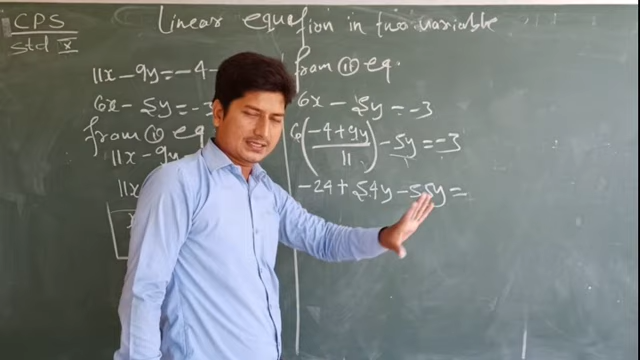 CPS
Std X
Linear equation in two variable
11x - 9y = -4
6x - 5y = -3
from ⓘ eq
11x - 9y
11x
x
from ⓘⓘ eq.
6x - 5y = -3
6(-4+9y/11) - 5y = -3
-24 + 54y - 55y =